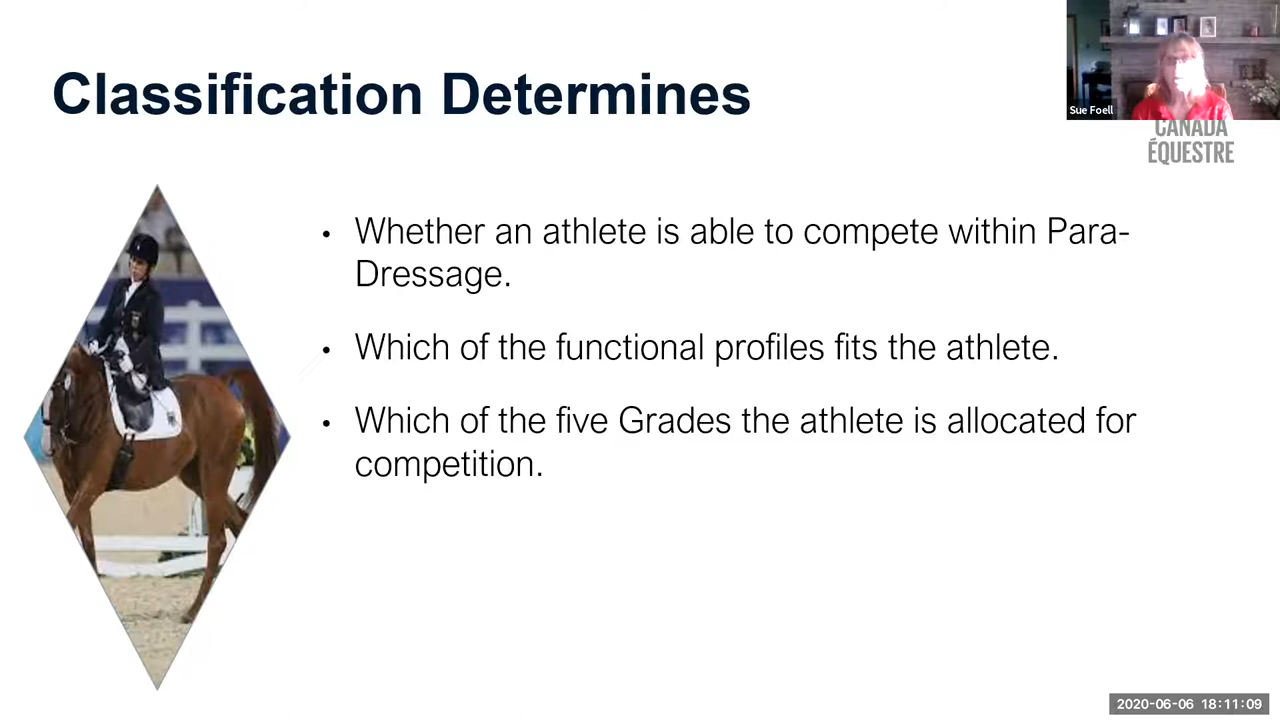 Classification Determines
Sue Foell
CANADA
ÉQUESTRE
• Whether an athlete is able to compete within Para-
Dressage.
• Which of the functional profiles fits the athlete.
• Which of the five Grades the athlete is allocated for
competition.
2020-06-06 18:11:09